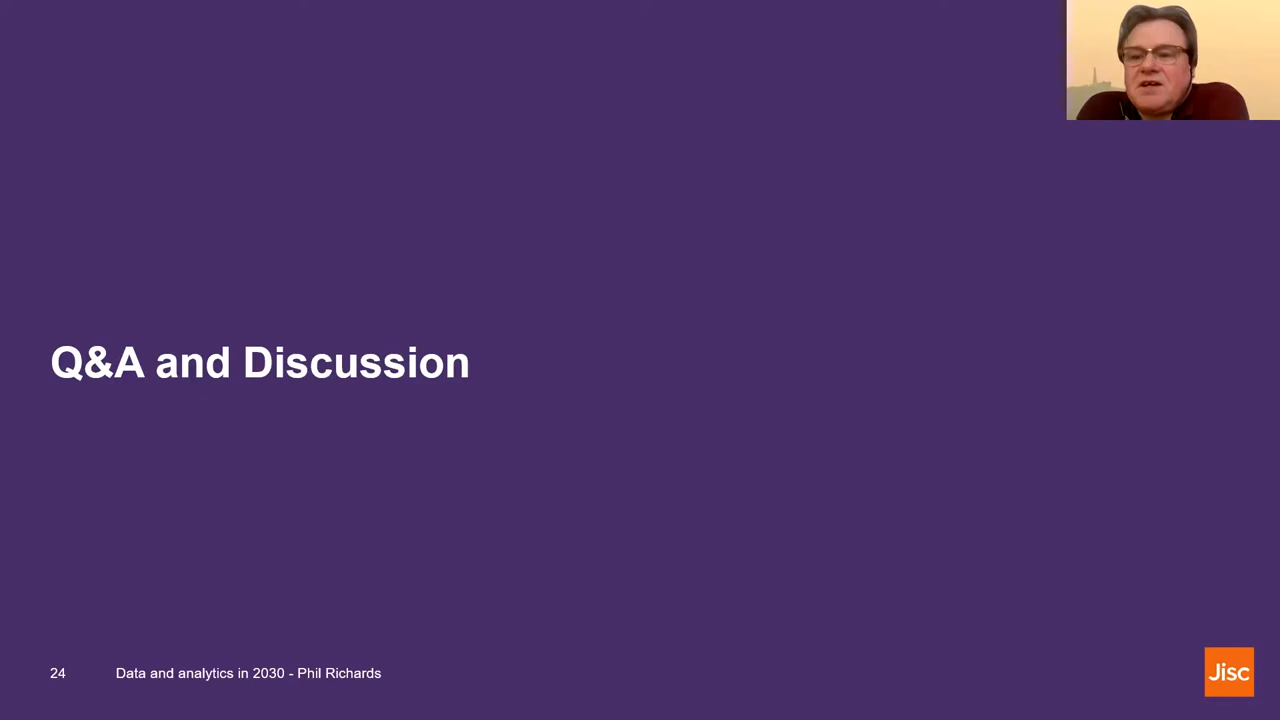 Q&A and Discussion
24 Data and analytics in 2030 - Phil Richards
Jisc